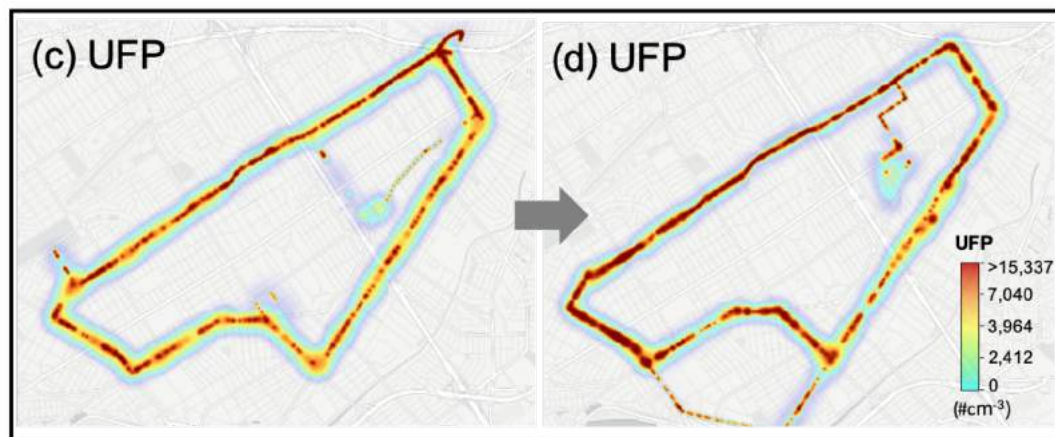 (c) UFP
(d) UFP
UFP
>15,337
7,040
3,964
2,412
0
(#cm⁻³)